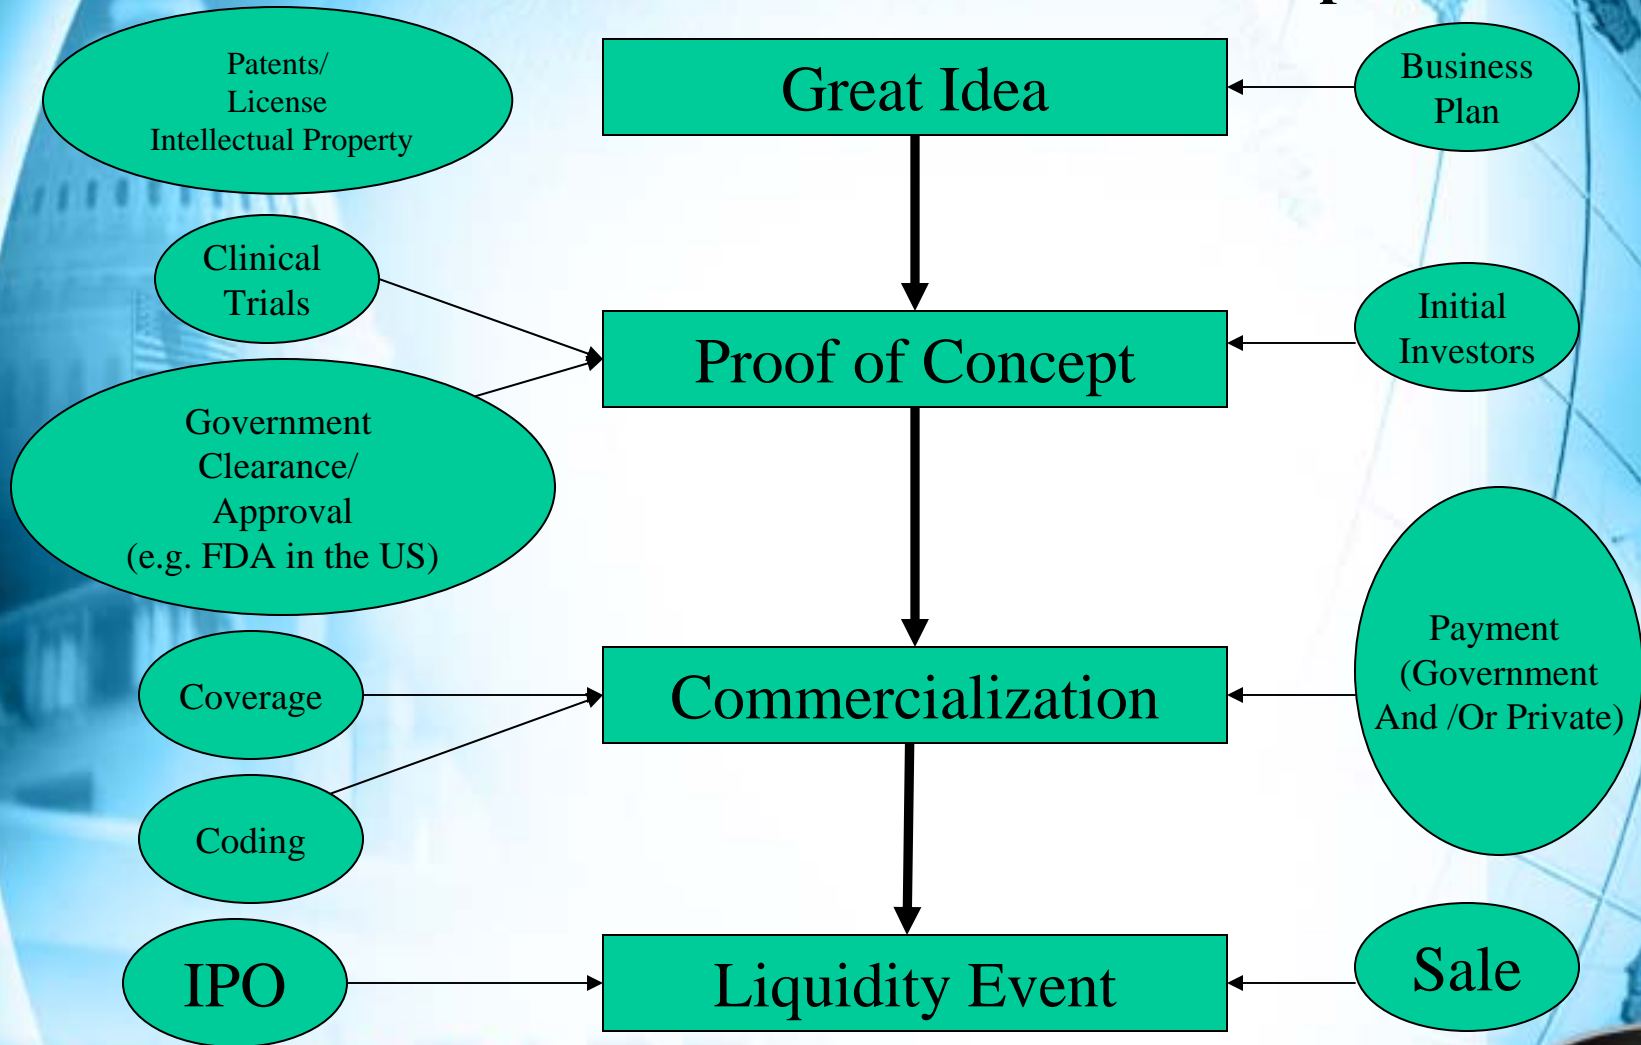 Patents/
License
Intellectual Property
Great Idea
Business
Plan
Clinical
Trials
Proof of Concept
Initial
Investors
Government
Clearance/
Approval
(e.g. FDA in the US)
Coverage
Commercialization
Payment
(Government
And /Or Private)
Coding
IPO
Liquidity Event
Sale